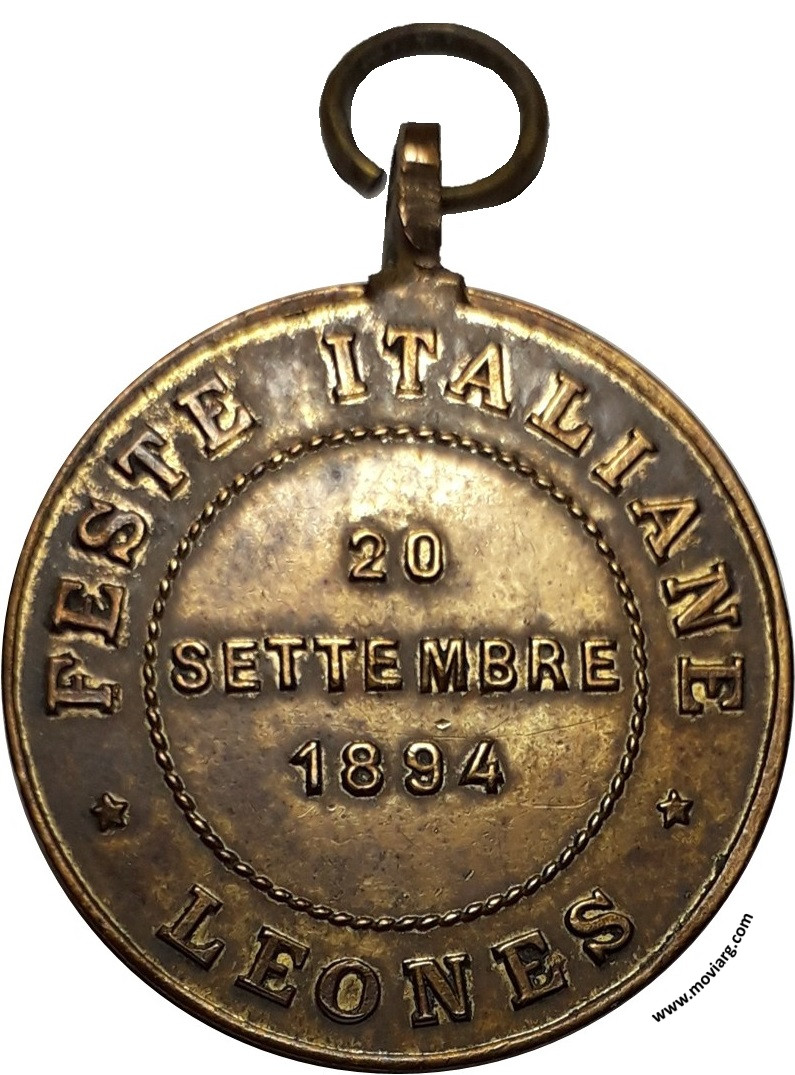 FESTE ITALIANE
20
SETTEMBRE
1894
LEONES
www.moviarg.com